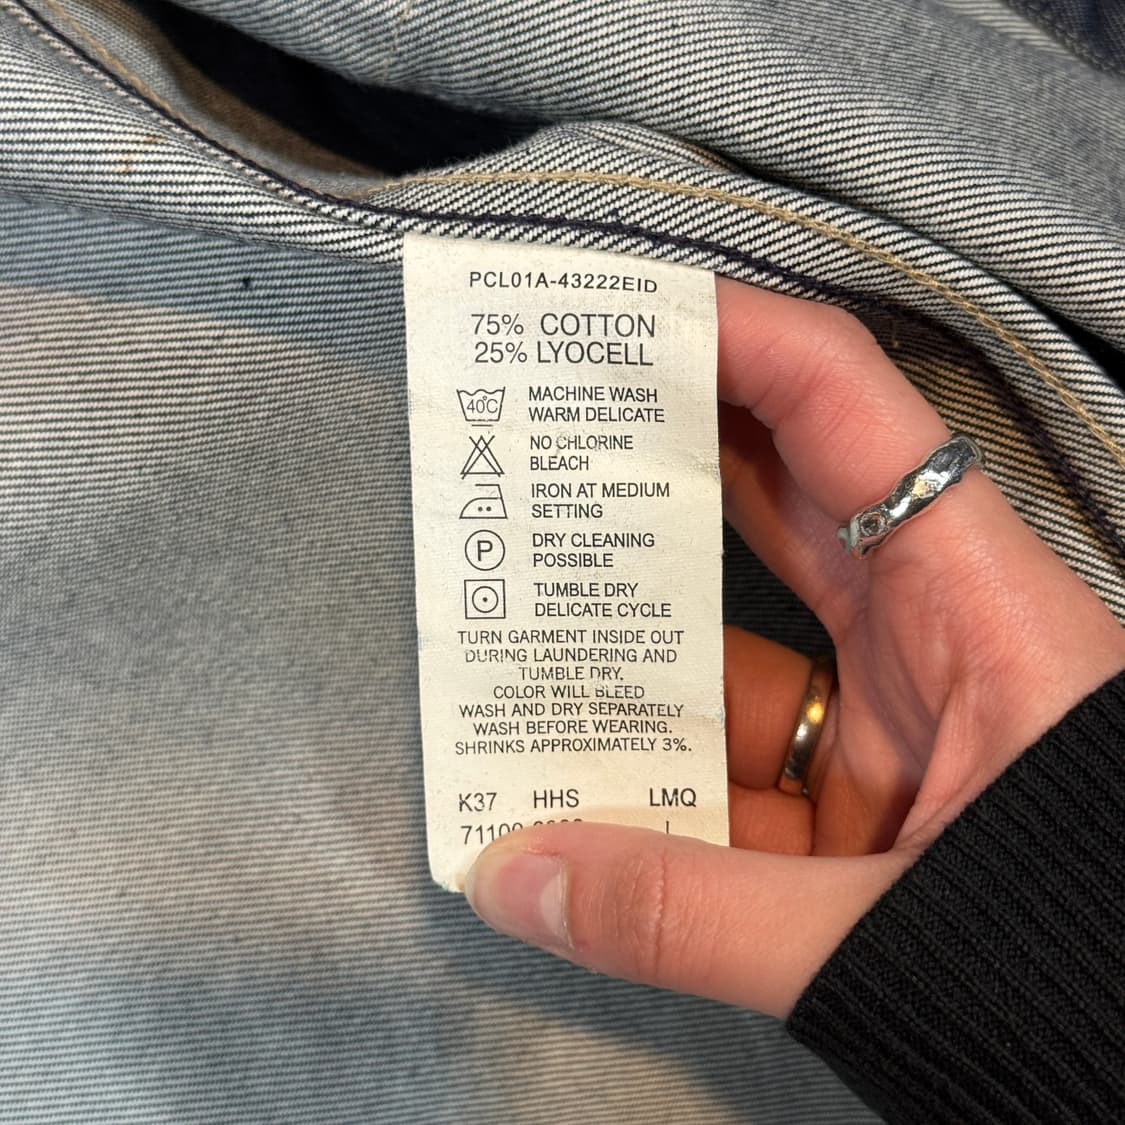 PCL01A-43222EID
75% COTTON
25% LYOCELL
40°C MACHINE WASH
WARM DELICATE
NO CHLORINE
BLEACH
IRON AT MEDIUM
SETTING
P DRY CLEANING
POSSIBLE
TUMBLE DRY
DELICATE CYCLE
TURN GARMENT INSIDE OUT
DURING LAUNDERING AND
TUMBLE DRY.
COLOR WILL BLEED
WASH AND DRY SEPARATELY
WASH BEFORE WEARING.
SHRINKS APPROXIMATELY 3%.
K37 HHS LMQ